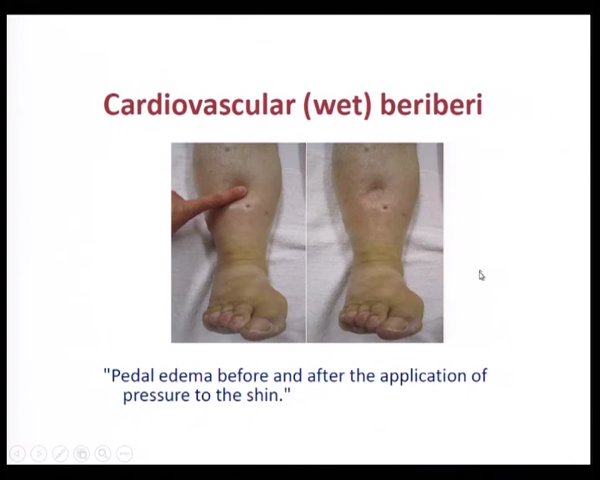 Cardiovascular (wet) beriberi
"Pedal edema before and after the application of
pressure to the shin."